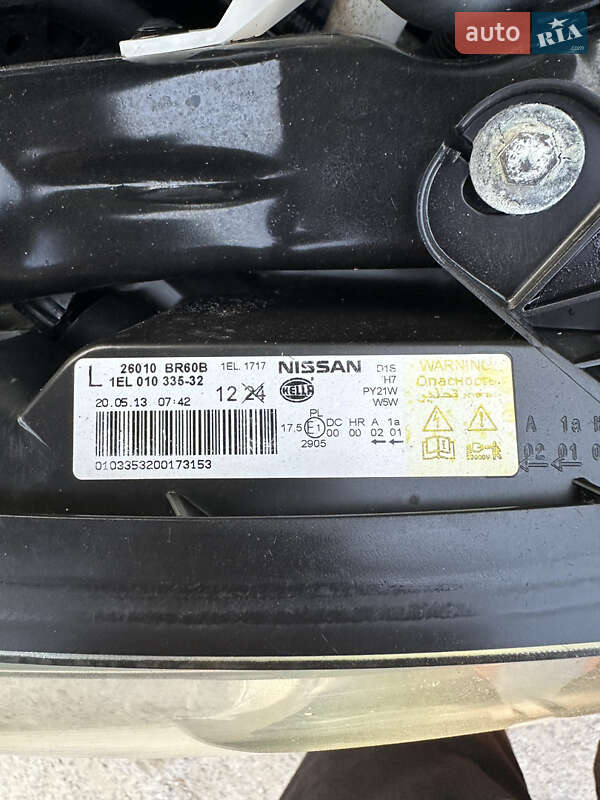 auto RIA
26010 BR60B
L 1EL 010 335-32
20.05.13 07:42
1EL.1717
12 24
NISSAN
HELLA
D1S
H7
PY21W
W5W
PL
17.5 E1 DC HR A 1a
00 00 02 01
2905
0103353200173153
WARNING
Опасность
A 1a
02 01 0